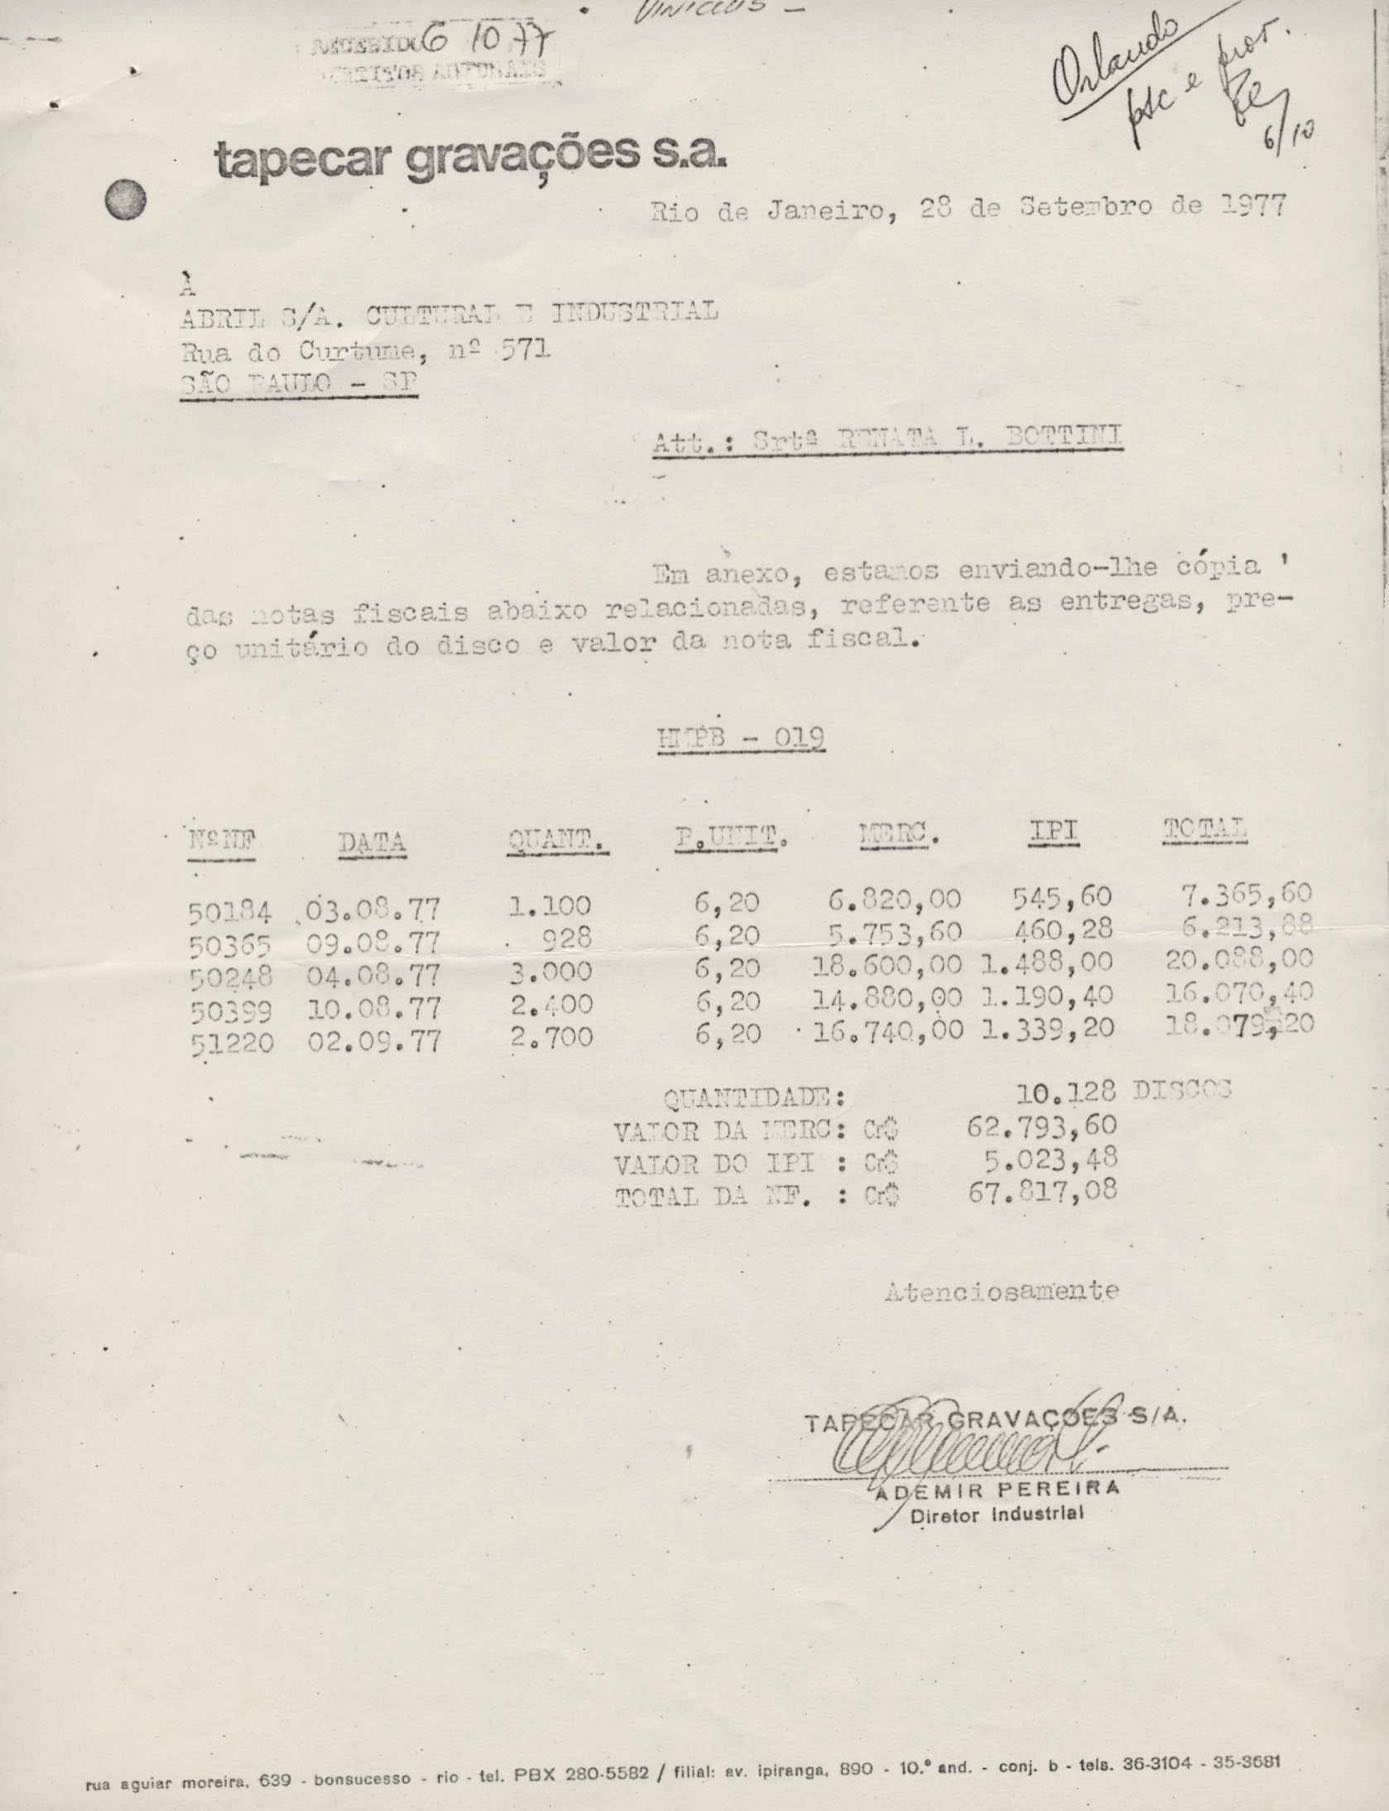 VINICIUS -
RECEBIDO 6 10 77
DIREITOS AUTORAIS
Orlando
psc e
6/10
tapecar gravações s.a.
Rio de Janeiro, 28 de Setembro de 1977
À
ABRIL S/A. CULTURAL E INDUSTRIAL
Rua do Curtume, nº 571
SÃO PAULO - SP
Att.: Srtª RENATA L. BOTTINI
Em anexo, estamos enviando-lhe cópia '
das notas fiscais abaixo relacionadas, referente as entregas, pre-
ço unitário do disco e valor da nota fiscal.
HMPB - 019
NºNF DATA QUANT. P.UNIT. MERC. IPI TOTAL
50184 03.08.77 1.100 6,20 6.820,00 545,60 7.365,60
50365 09.08.77 928 6,20 5.753,60 460,28 6.213,88
50248 04.08.77 3.000 6,20 18.600,00 1.488,00 20.088,00
50399 10.08.77 2.400 6,20 14.880,00 1.190,40 16.070,40
51220 02.09.77 2.700 6,20 16.740,00 1.339,20 18.079,20
QUANTIDADE: 10.128 DISCOS
VALOR DA MERC: Cr$ 62.793,60
VALOR DO IPI : Cr$ 5.023,48
TOTAL DA NF. : Cr$ 67.817,08
Atenciosamente
TAPECAR GRAVAÇOES S/A.
ADEMIR PEREIRA
Diretor Industrial
rua aguiar moreira, 639 - bonsucesso - rio - tel. PBX 280-5582 / filial: av. ipiranga, 890 - 10.º and. - conj. b - tels. 36-3104 - 35-3681